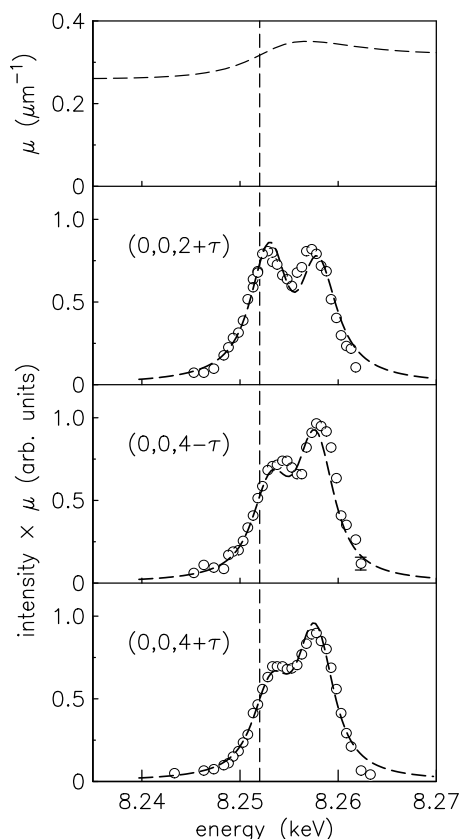 0.4
0.2
0
μ (μm⁻¹)
1.0
0.5
0
(0,0,2+τ)
1.0
0.5
0
(0,0,4−τ)
1.0
0.5
0
(0,0,4+τ)
intensity × μ (arb. units)
8.24 8.25 8.26 8.27
energy (keV)